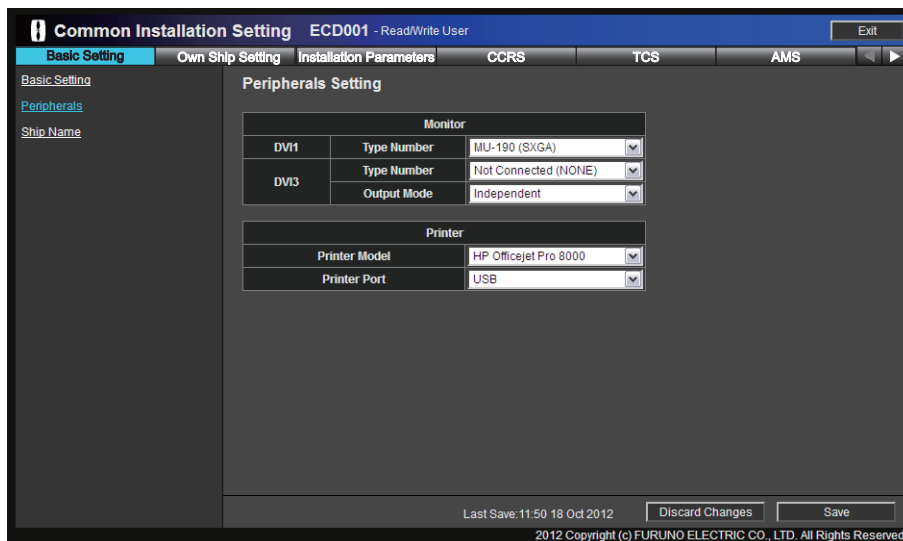 Common Installation Setting ECD001 - Read/Write User Exit
Basic Setting Own Ship Setting Installation Parameters CCRS TCS AMS
Basic Setting
Peripherals
Ship Name
Peripherals Setting
Monitor
DVI1 Type Number MU-190 (SXGA)
DVI3 Type Number Not Connected (NONE)
Output Mode Independent
Printer
Printer Model HP Officejet Pro 8000
Printer Port USB
Last Save:11:50 18 Oct 2012 Discard Changes Save
2012 Copyright (c) FURUNO ELECTRIC CO., LTD. All Rights Reserved